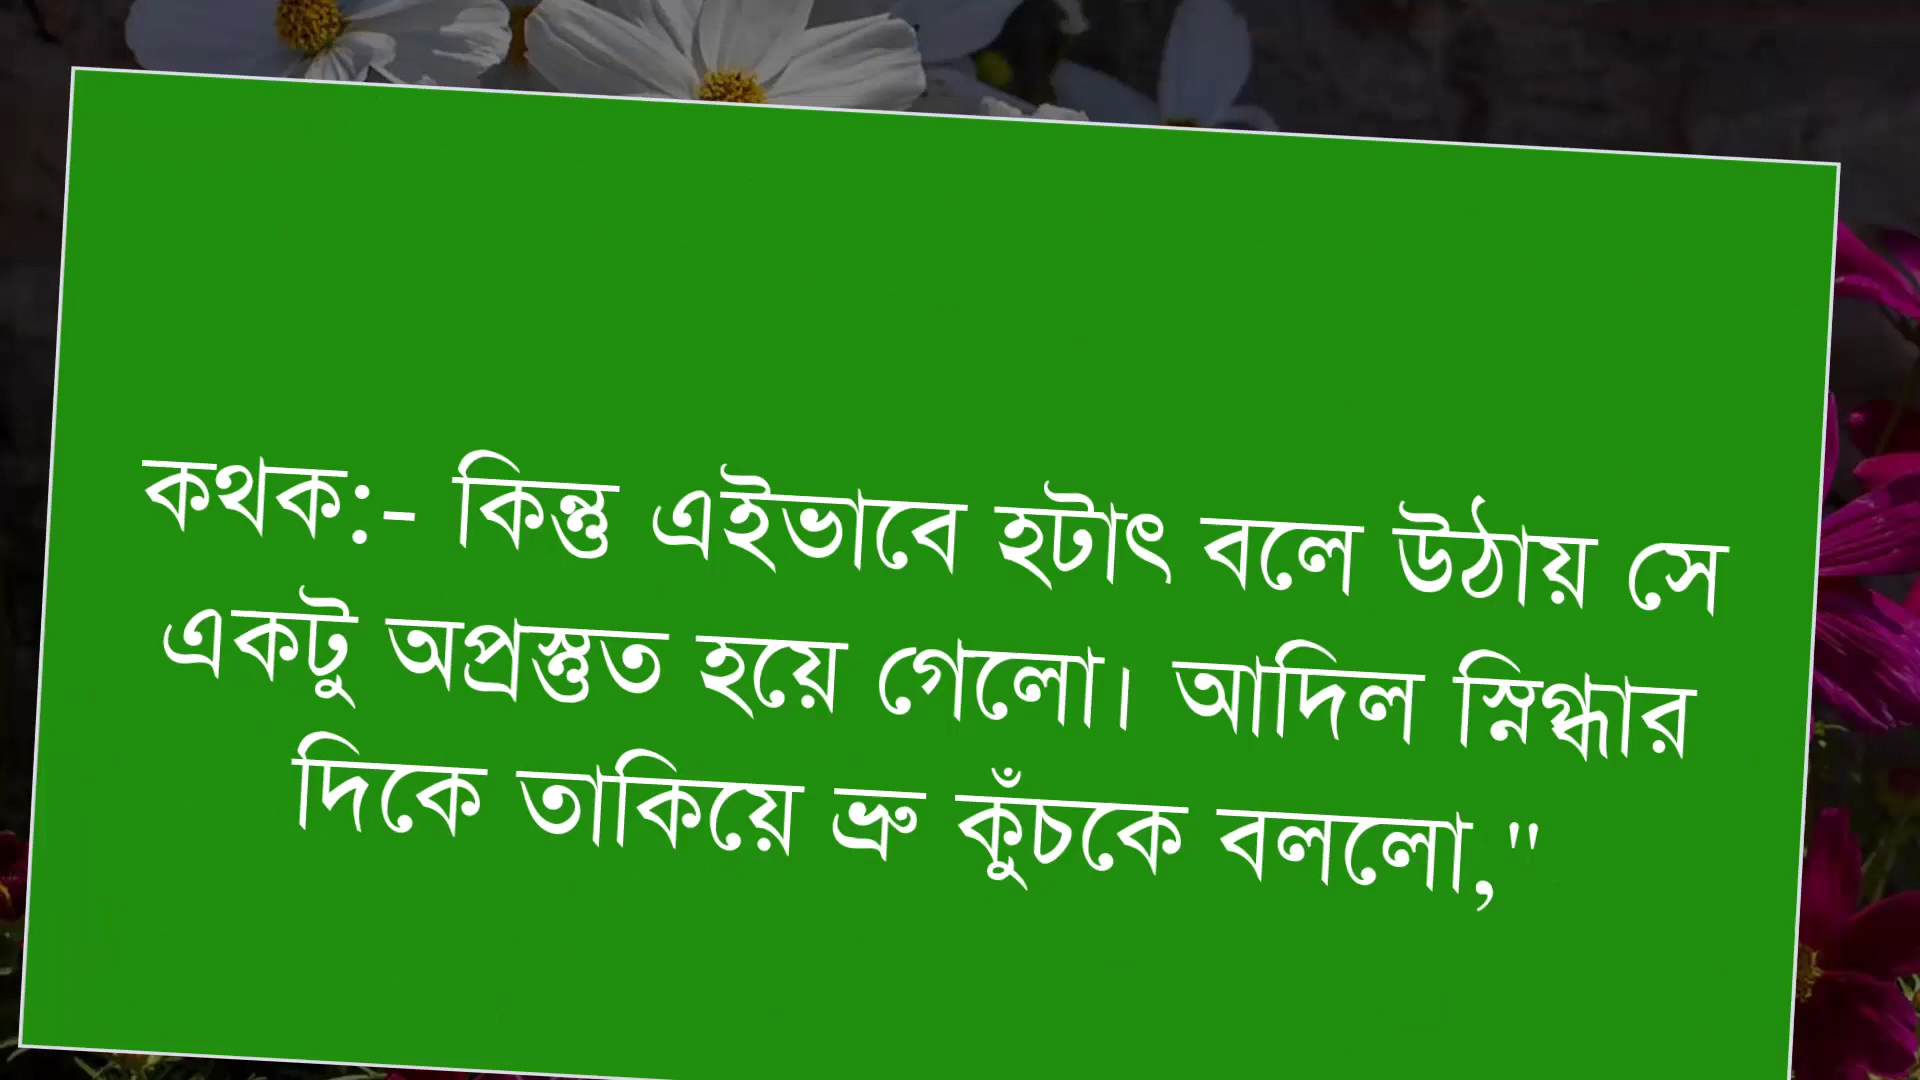 কথক:- কিন্তু এইভাবে হটাৎ বলে উঠায় সে
একটু অপ্রস্তুত হয়ে গেলো। আদিল স্নিগ্ধার
দিকে তাকিয়ে ভ্রু কুঁচকে বললো,"